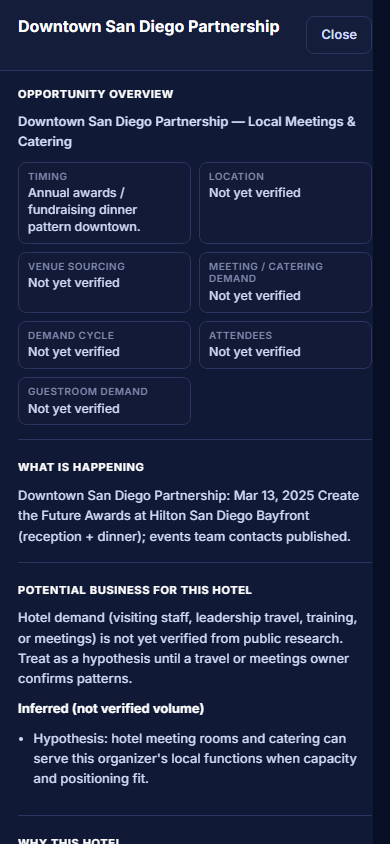 Downtown San Diego Partnership
Close
OPPORTUNITY OVERVIEW
Downtown San Diego Partnership — Local Meetings &
Catering
TIMING
Annual awards /
fundraising dinner
pattern downtown.
LOCATION
Not yet verified
VENUE SOURCING
Not yet verified
MEETING / CATERING
DEMAND
Not yet verified
DEMAND CYCLE
Not yet verified
ATTENDEES
Not yet verified
GUESTROOM DEMAND
Not yet verified
WHAT IS HAPPENING
Downtown San Diego Partnership: Mar 13, 2025 Create
the Future Awards at Hilton San Diego Bayfront
(reception + dinner); events team contacts published.
POTENTIAL BUSINESS FOR THIS HOTEL
Hotel demand (visiting staff, leadership travel, training,
or meetings) is not yet verified from public research.
Treat as a hypothesis until a travel or meetings owner
confirms patterns.
Inferred (not verified volume)
• Hypothesis: hotel meeting rooms and catering can
serve this organizer's local functions when capacity
and positioning fit.
WHY THIS HOTEL